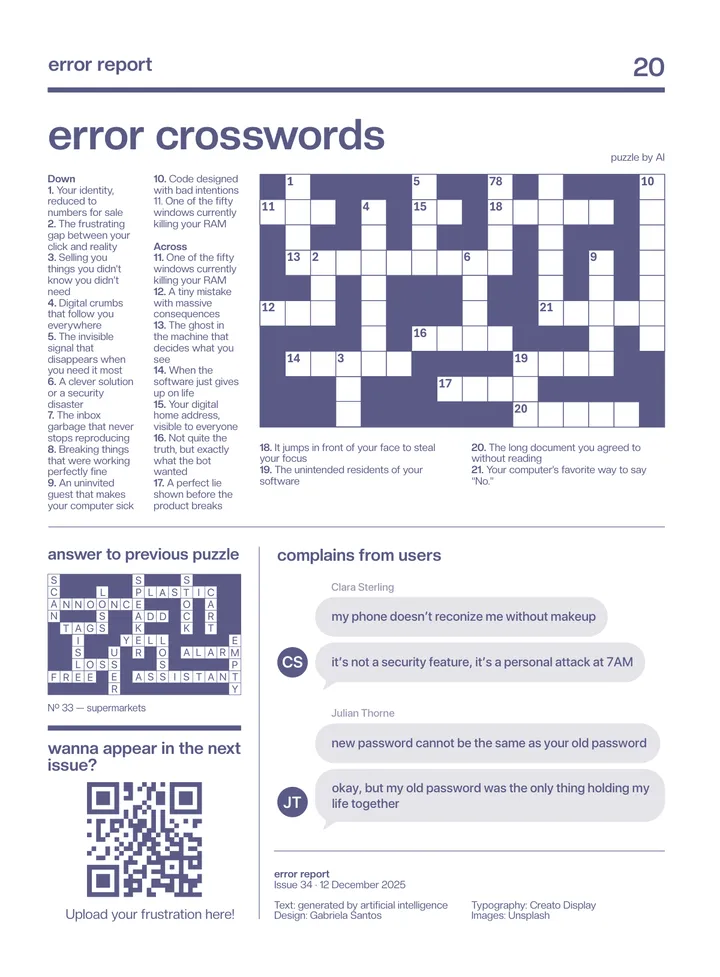 error report
20
error crosswords
puzzle by AI
Down
1. Your identity,
reduced to
numbers for sale
2. The frustrating
gap between your
click and reality
3. Selling you
things you didn't
know you didn't
need
4. Digital crumbs
that follow you
everywhere
5. The invisible
signal that
disappears when
you need it most
6. A clever solution
or a security
disaster
7. The inbox
garbage that never
stops reproducing
8. Breaking things
that were working
perfectly fine
9. An uninvited
guest that makes
your computer sick
10. Code designed
with bad intentions
11. One of the fifty
windows currently
killing your RAM
Across
11. One of the fifty
windows currently
killing your RAM
12. A tiny mistake
with massive
consequences
13. The ghost in
the machine that
decides what you
see
14. When the
software just gives
up on life
15. Your digital
home address,
visible to everyone
16. Not quite the
truth, but exactly
what the bot
wanted
17. A perfect lie
shown before the
product breaks
1 5 78 10
11 4 15 18
13 2 6 9
12 21
16
14 3 19
17
20
18. It jumps in front of your face to steal
your focus
19. The unintended residents of your
software
20. The long document you agreed to
without reading
21. Your computer's favorite way to say
"No."
answer to previous puzzle
S S S
C L P L A S T I C
A N N O O N C E O A
N S A D D C R
T A G S K K T
I Y E L L E
S U R O A L A R M
L O S S S P
F R E E E A S S I S T A N T
R Y
Nº 33 — supermarkets
wanna appear in the next
issue?
Upload your frustration here!
complains from users
Clara Sterling
my phone doesn't reconize me without makeup
CS
it's not a security feature, it's a personal attack at 7AM
Julian Thorne
new password cannot be the same as your old password
JT
okay, but my old password was the only thing holding my
life together
error report
Issue 34 · 12 December 2025
Text: generated by artificial intelligence
Design: Gabriela Santos
Typography: Creato Display
Images: Unsplash